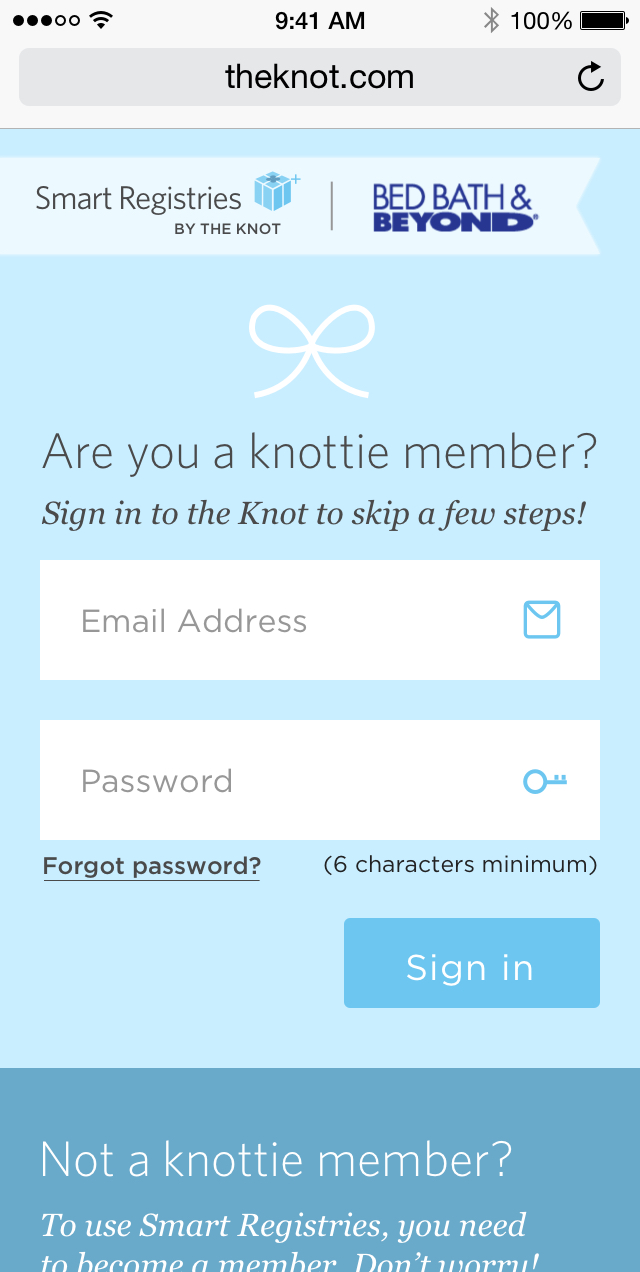 9:41 AM 100%
theknot.com
Smart Registries
BY THE KNOT
BED BATH &
BEYOND®
Are you a knottie member?
Sign in to the Knot to skip a few steps!
Email Address
Password
Forgot password? (6 characters minimum)
Sign in
Not a knottie member?
To use Smart Registries, you need
to become a member. Don’t worry!